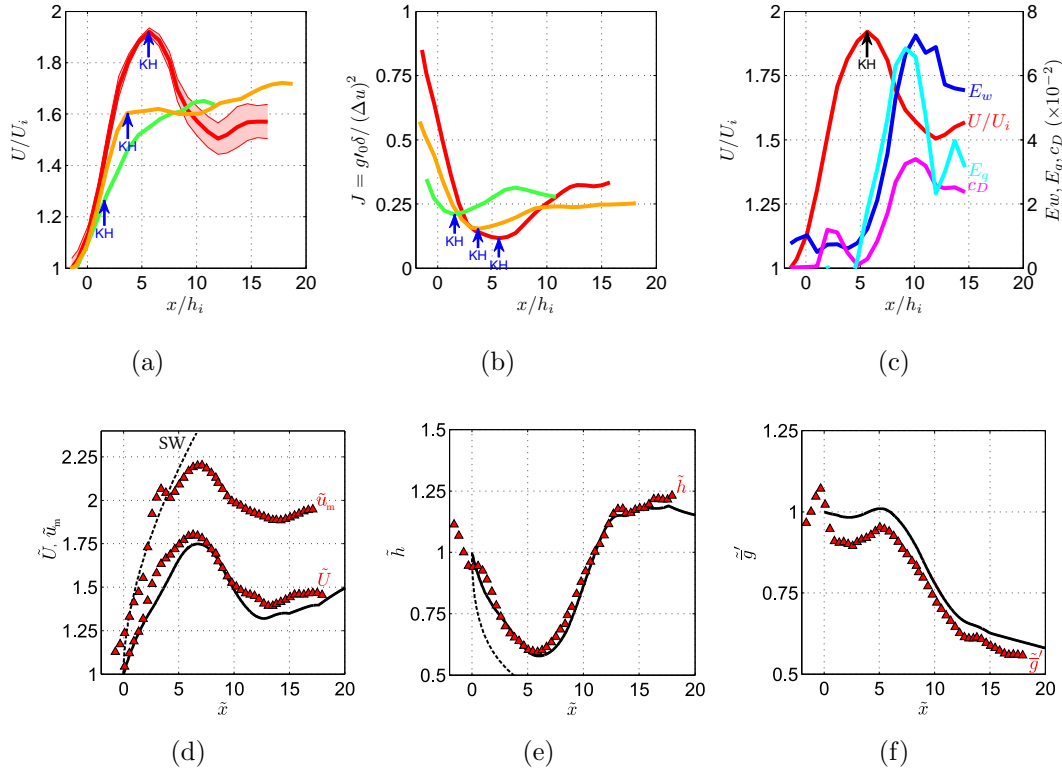 2
1.8
1.6
1.4
1.2
1
U/U_i
KH
KH
KH
0 5 10 15 20
x/h_i
(a)
1
0.75
0.5
0.25
0
J = g′_0δ/(Δu)^2
KH
KH
KH
0 5 10 15 20
x/h_i
(b)
2
1.75
1.5
1.25
1
U/U_i
KH
E_w
U/U_i
E_q
c_D
8
6
4
2
0
Ew, E_q, c_D (×10^{-2})
0 5 10 15 20
x/h_i
(c)
2.25
2
1.75
1.5
1.25
1
Ũ, ũ_m
SW
ũ_m
Ũ
0 5 10 15 20
x̃
(d)
1.5
1.25
1
0.75
0.5
h̃
h̃
0 5 10 15 20
x̃
(e)
1.25
1
0.75
0.5
g̅̃′
g̅̃′
0 5 10 15 20
x̃
(f)